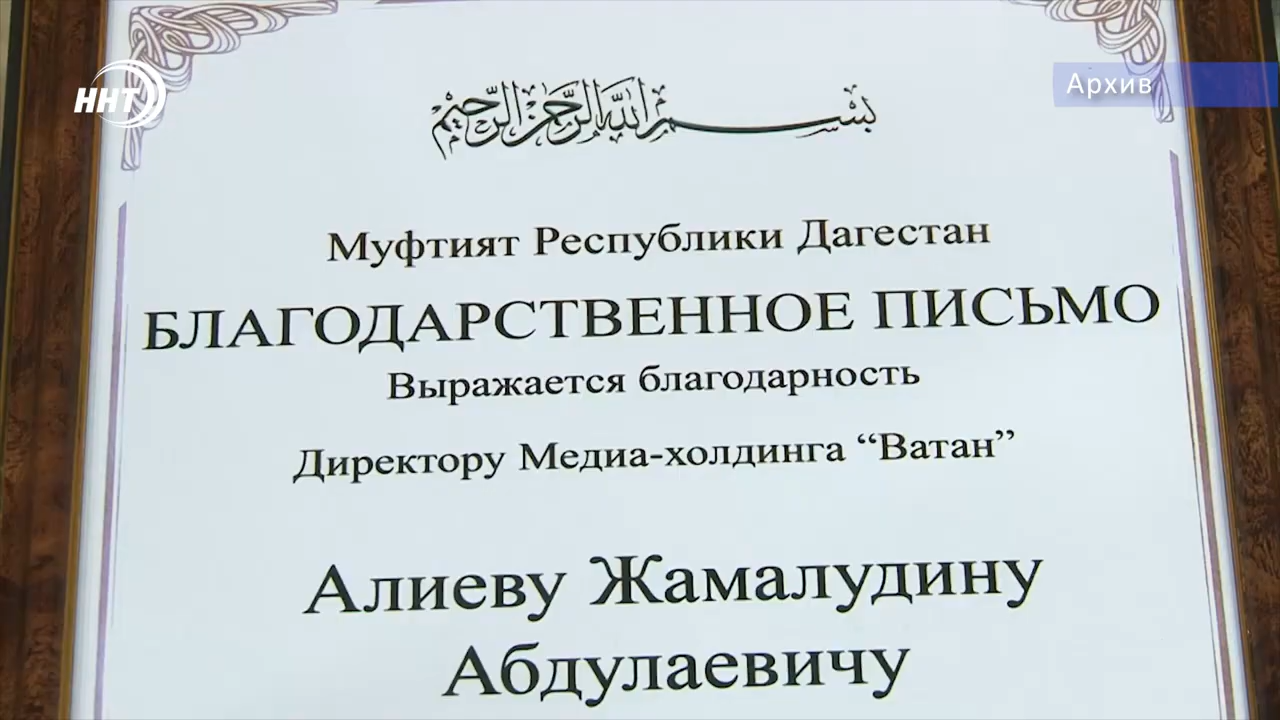 ННТ
Архив
بسم الله الرحمن الرحيم
Муфтият Республики Дагестан
БЛАГОДАРСТВЕННОЕ ПИСЬМО
Выражается благодарность
Директору Медиа-холдинга “Ватан”
Алиеву Жамалудину
Абдулаевичу